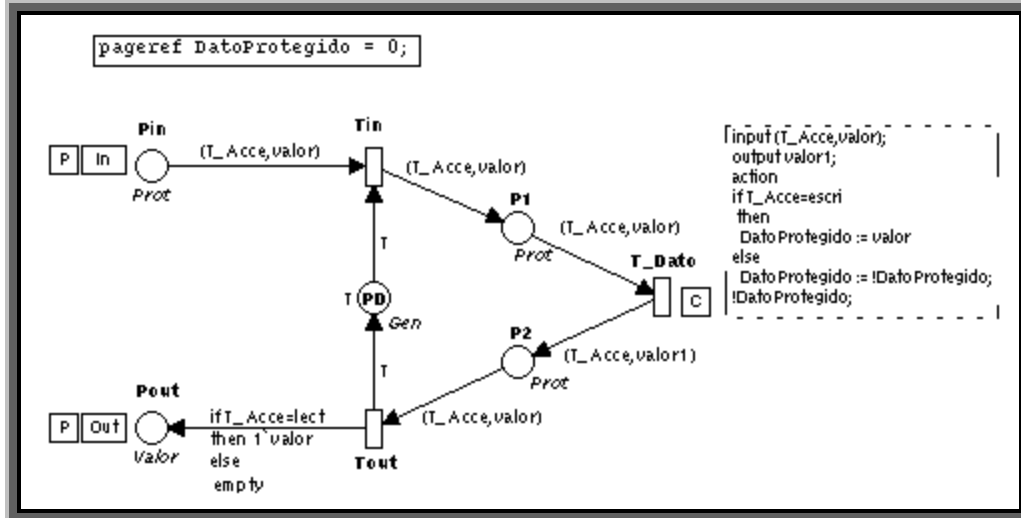 pageref DatoProtegido = 0;
Pin
P In
Prot
(T_Acce,valor)
Tin
(T_Acce,valor)
P1
Prot
(T_Acce,valor)
T_Dato
C
input (T_Acce,valor);
output valor1;
action
if T_Acce=escri
then
DatoProtegido := valor
else
DatoProtegido := !DatoProtegido;
!DatoProtegido;
T
T PD
Gen
T
P2
Prot
(T_Acce,valor1)
(T_Acce,valor)
Pout
P Out
Valor
if T_Acce=lect
then 1`valor
else
empty
Tout